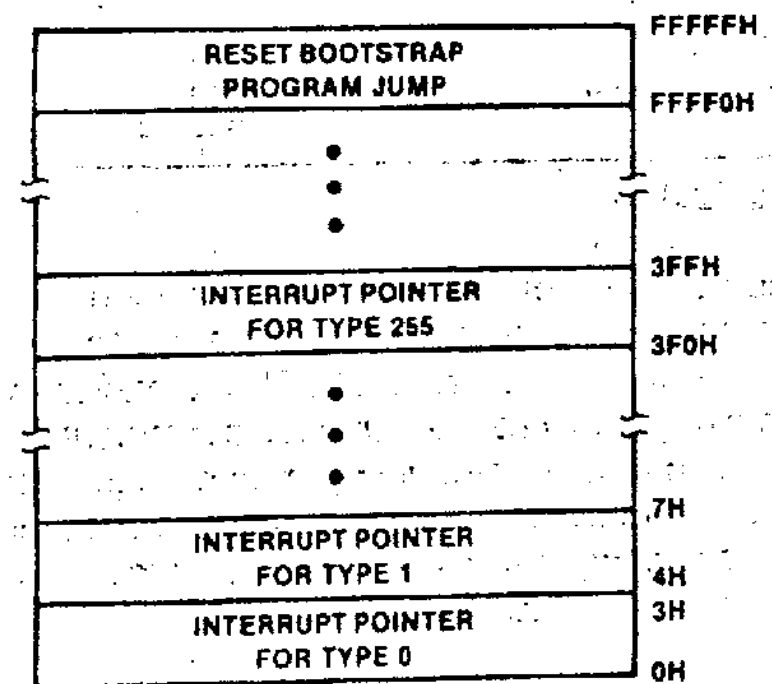 FFFFFH
RESET BOOTSTRAP
PROGRAM JUMP
FFFF0H
3FFH
INTERRUPT POINTER
FOR TYPE 255
3F0H
7H
INTERRUPT POINTER
FOR TYPE 1
4H
3H
INTERRUPT POINTER
FOR TYPE 0
0H